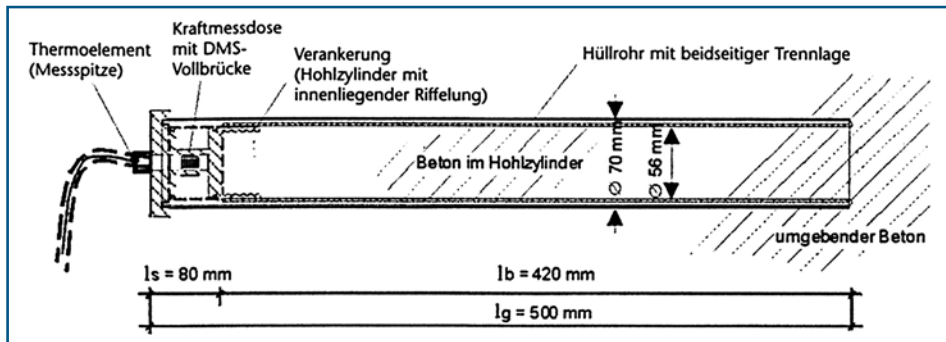 Thermoelement
(Messspitze)
Kraftmessdose
mit DMS-
Vollbrücke
Verankerung
(Hohlzylinder mit
innenliegender Riffelung)
Hüllrohr mit beidseitiger Trennlage
Beton im Hohlzylinder
Ø 70 mm
Ø 56 mm
umgebender Beton
ls = 80 mm
lb = 420 mm
lg = 500 mm